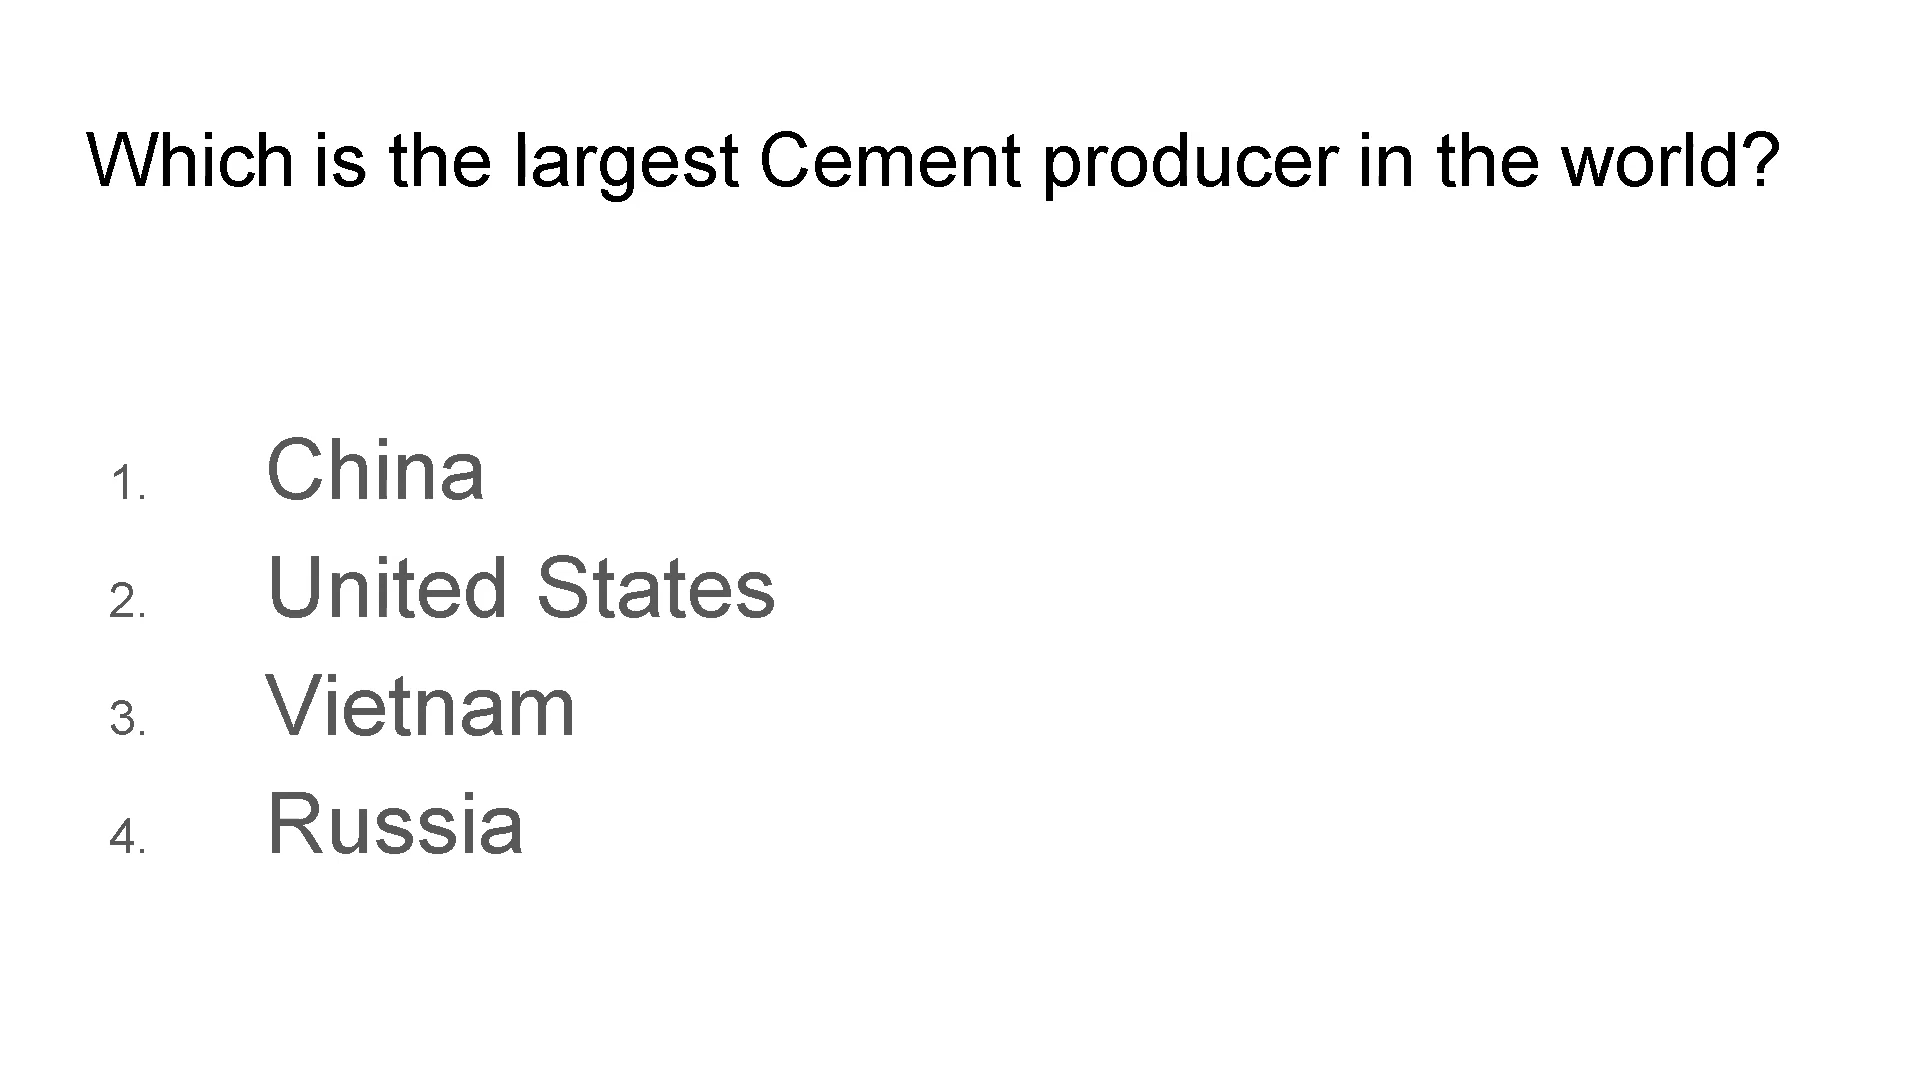 Which is the largest Cement producer in the world?
1. China
2. United States
3. Vietnam
4. Russia